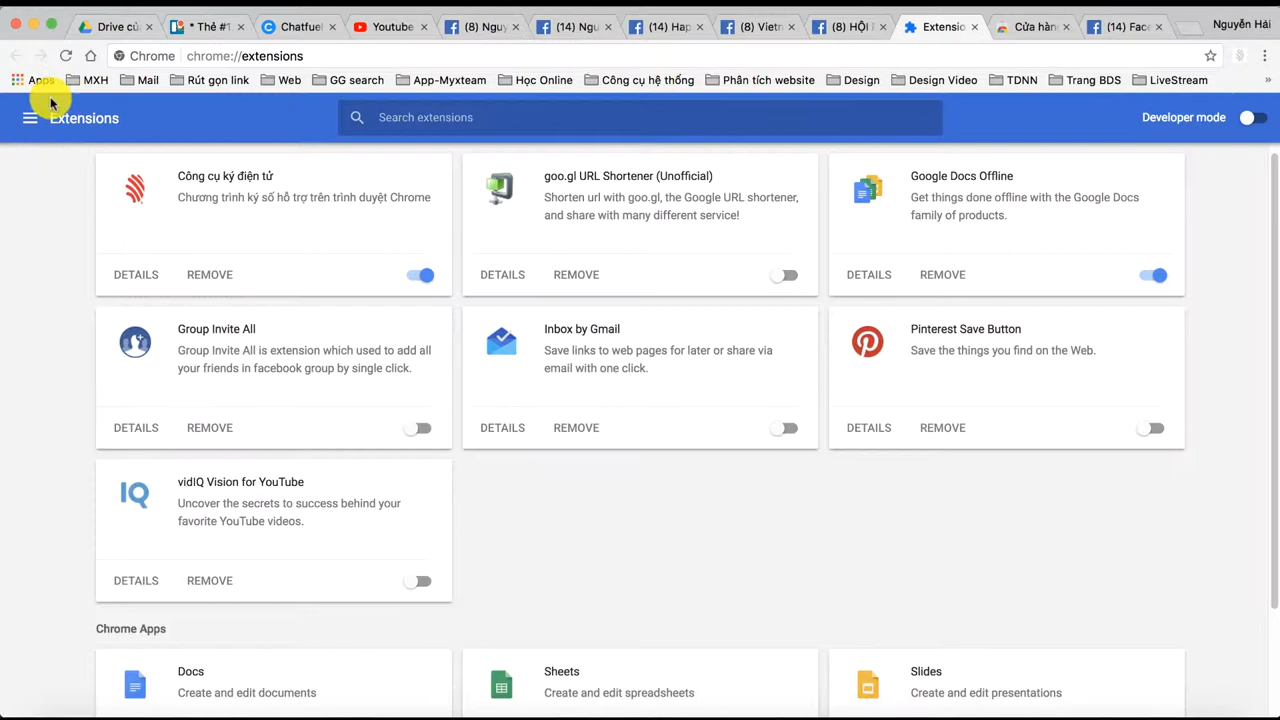 Drive củ
* Thẻ #1
Chatfuel
Youtube
(8) Nguy
(14) Ng
(14) Hap
(8) Vietn
(8) HỘI
Extensio
Cửa hàn
(14) Fac
Nguyễn Hải
Chrome
chrome://extensions
Apps
MXH
Mail
Rút gọn link
Web
GG search
App-Myxteam
Học Online
Công cụ hệ thống
Phân tích website
Design
Design Video
TDNN
Trang BDS
LiveStream
»
Extensions
Search extensions
Developer mode
Công cụ ký điện tử
Chương trình ký số hỗ trợ trên trình duyệt Chrome
DETAILS
REMOVE
goo.gl URL Shortener (Unofficial)
Shorten url with goo.gl, the Google URL shortener,
and share with many different service!
DETAILS
REMOVE
Google Docs Offline
Get things done offline with the Google Docs
family of products.
DETAILS
REMOVE
Group Invite All
Group Invite All is extension which used to add all
your friends in facebook group by single click.
DETAILS
REMOVE
Inbox by Gmail
Save links to web pages for later or share via
email with one click.
DETAILS
REMOVE
Pinterest Save Button
Save the things you find on the Web.
DETAILS
REMOVE
IQ
vidIQ Vision for YouTube
Uncover the secrets to success behind your
favorite YouTube videos.
DETAILS
REMOVE
Chrome Apps
Docs
Create and edit documents
Sheets
Create and edit spreadsheets
Slides
Create and edit presentations